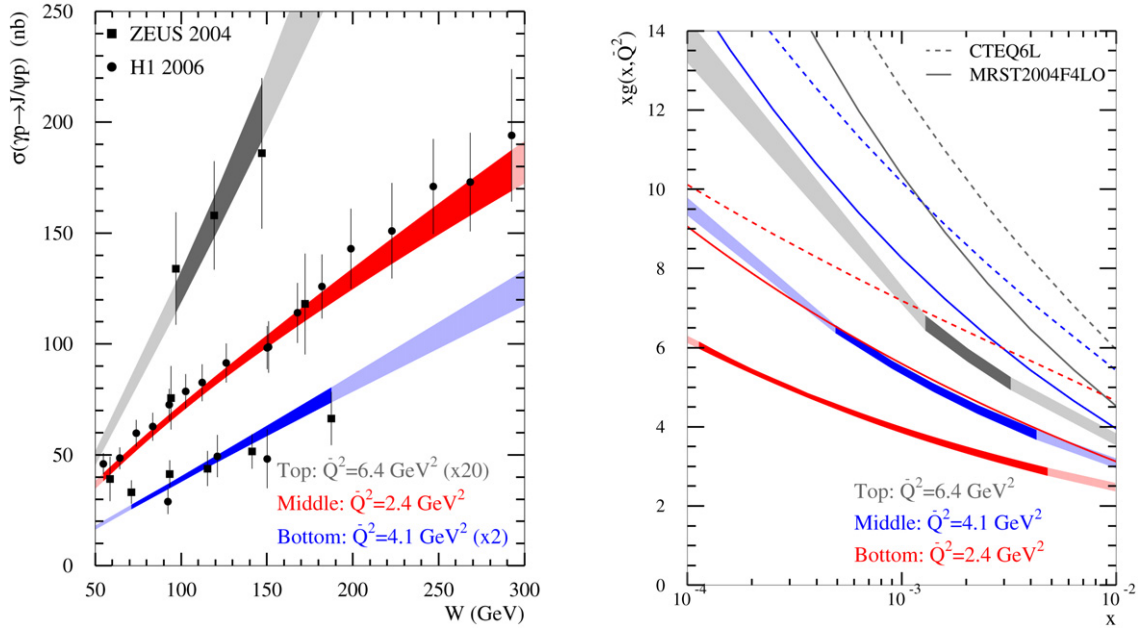 σ(γp→J/ψp) (nb)
250
200
150
100
50
0
ZEUS 2004
H1 2006
Top: Q̄²=6.4 GeV² (x20)
Middle: Q̄²=2.4 GeV²
Bottom: Q̄²=4.1 GeV² (x2)
50 100 150 200 250 300
W (GeV)
xg(x,Q̄²)
14
12
10
8
6
4
2
0
CTEQ6L
MRST2004F4LO
Top: Q̄²=6.4 GeV²
Middle: Q̄²=4.1 GeV²
Bottom: Q̄²=2.4 GeV²
10⁻⁴ 10⁻³ 10⁻²
x